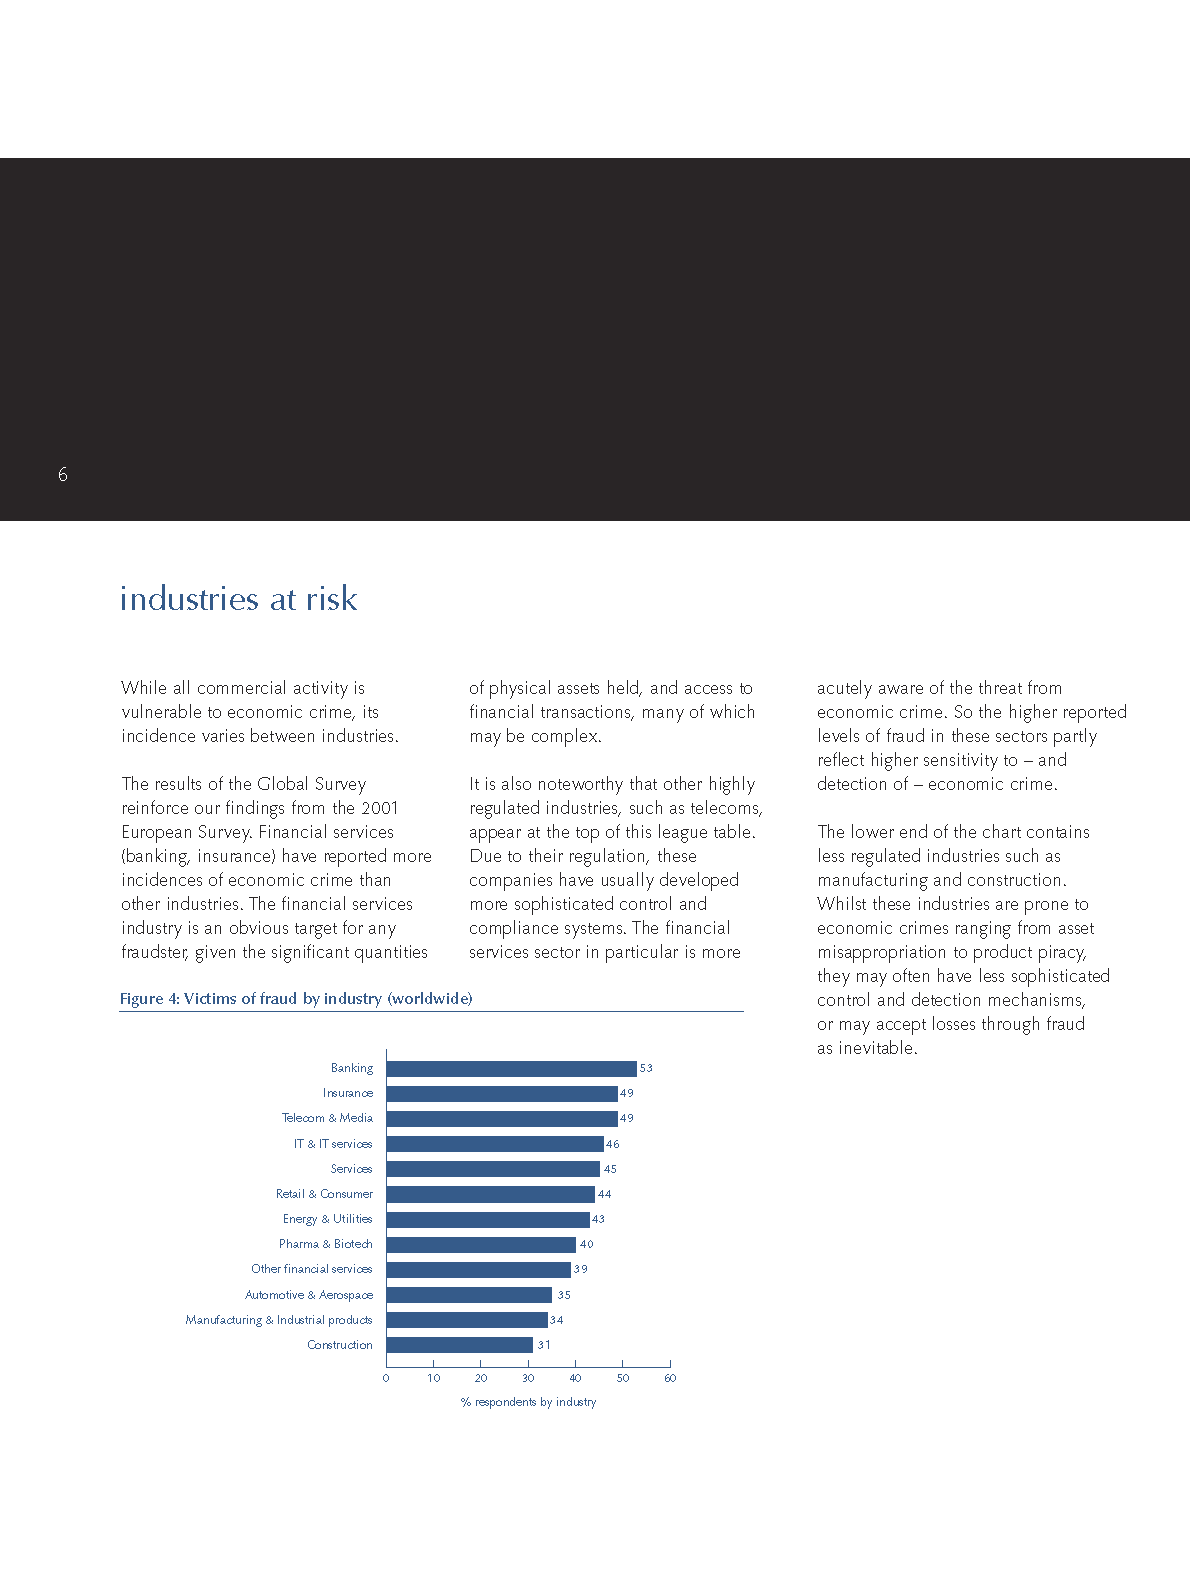 6
industries at risk
While all commercial activity is
vulnerable to economic crime, its
incidence varies between industries.
The results of the Global Survey
reinforce our findings from the 2001
European Survey. Financial services
(banking, insurance) have reported more
incidences of economic crime than
other industries. The financial services
industry is an obvious target for any
fraudster, given the significant quantities
of physical assets held, and access to
financial transactions, many of which
may be complex.
It is also noteworthy that other highly
regulated industries, such as telecoms,
appear at the top of this league table.
Due to their regulation, these
companies have usually developed
more sophisticated control and
compliance systems. The financial
services sector in particular is more
acutely aware of the threat from
economic crime. So the higher reported
levels of fraud in these sectors partly
reflect higher sensitivity to – and
detection of – economic crime.
The lower end of the chart contains
less regulated industries such as
manufacturing and construction.
Whilst these industries are prone to
economic crimes ranging from asset
misappropriation to product piracy,
they may often have less sophisticated
control and detection mechanisms,
or may accept losses through fraud
as inevitable.
Figure 4: Victims of fraud by industry (worldwide)
Banking 53
Insurance 49
Telecom & Media 49
IT & IT services 46
Services 45
Retail & Consumer 44
Energy & Utilities 43
Pharma & Biotech 40
Other financial services 39
Automotive & Aerospace 35
Manufacturing & Industrial products 34
Construction 31
0 10 20 30 40 50 60
% respondents by industry